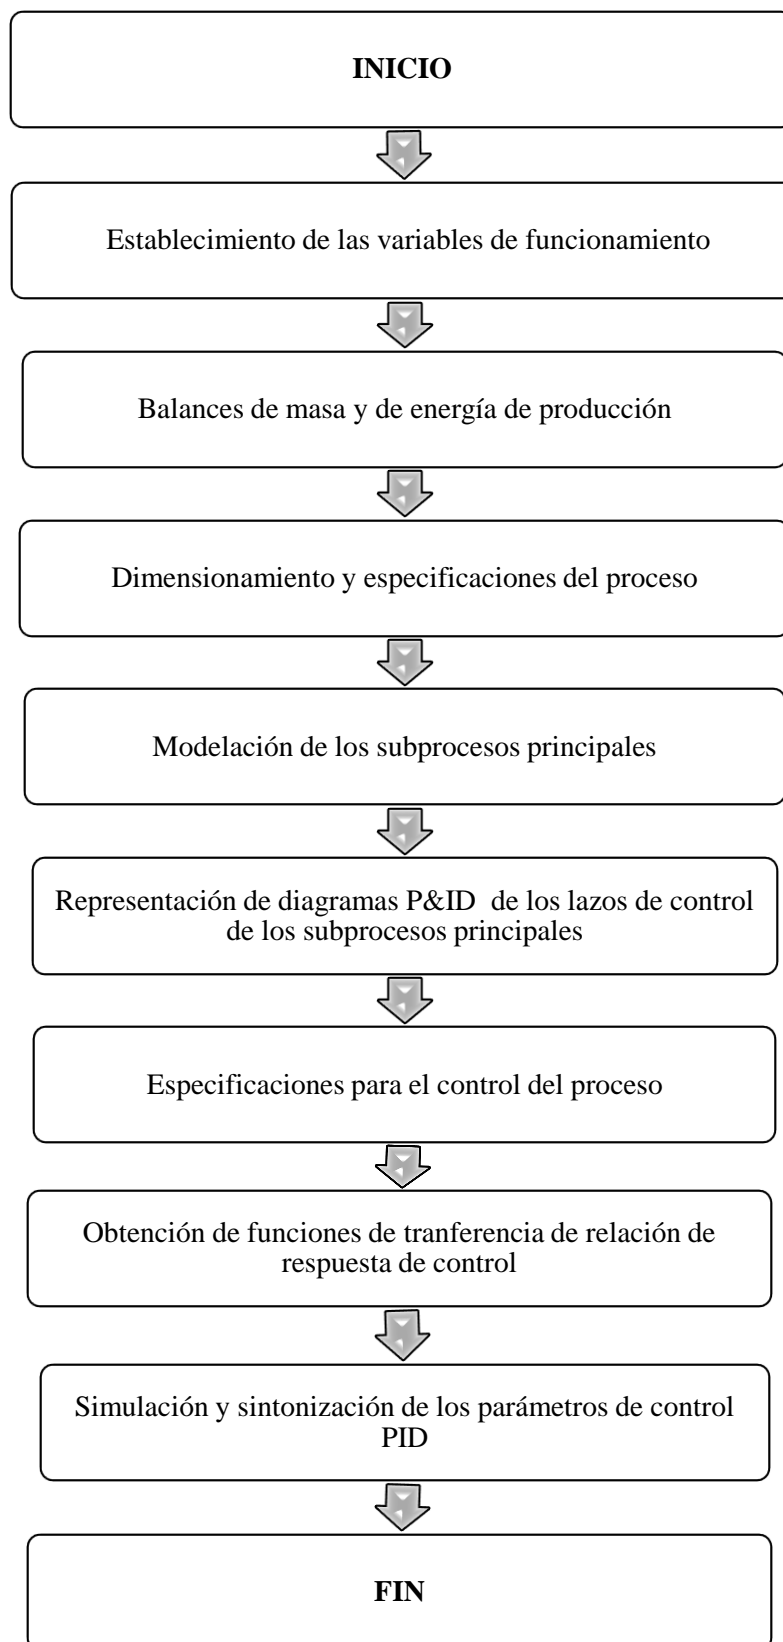 INICIO
Establecimiento de las variables de funcionamiento
Balances de masa y de energía de producción
Dimensionamiento y especificaciones del proceso
Modelación de los subprocesos principales
Representación de diagramas P&ID de los lazos de control
de los subprocesos principales
Especificaciones para el control del proceso
Obtención de funciones de tranferencia de relación de
respuesta de control
Simulación y sintonización de los parámetros de control
PID
FIN